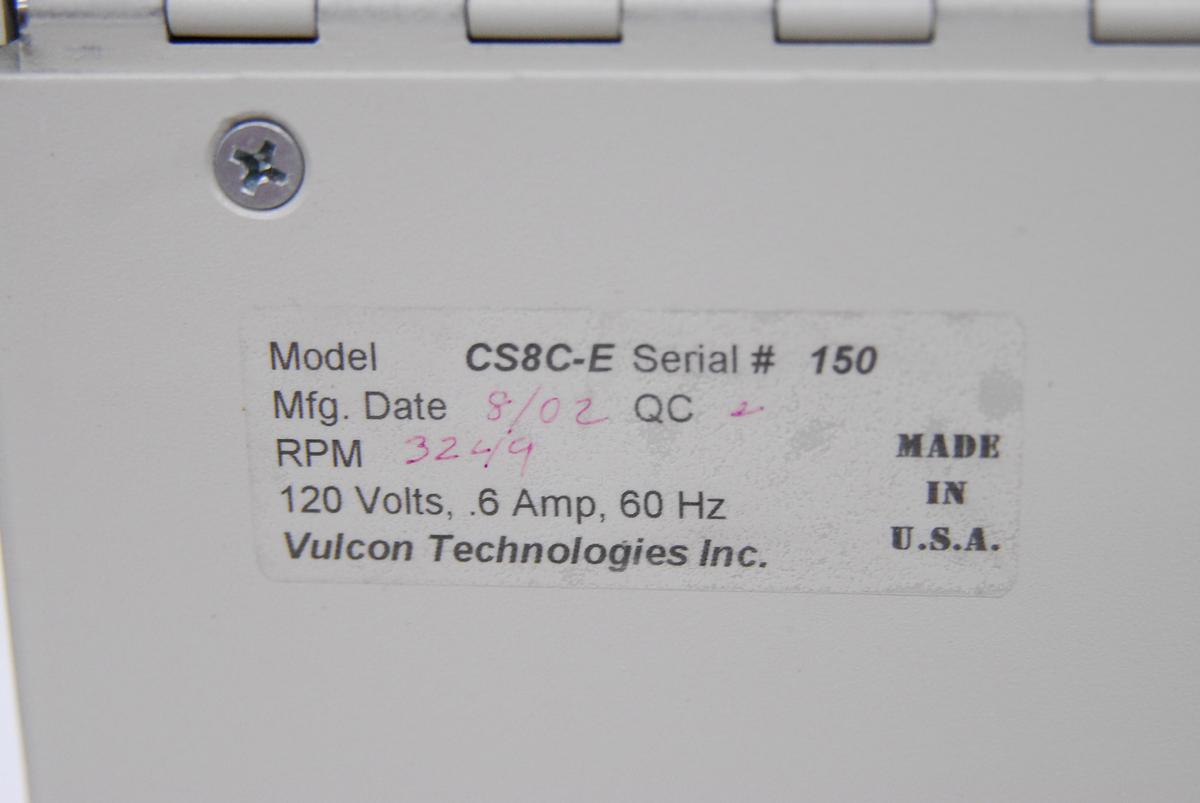 Model CS8C-E Serial # 150
Mfg. Date 8/02 QC 2
RPM 3249
120 Volts, .6 Amp, 60 Hz
Vulcon Technologies Inc.
MADE
IN
U.S.A.